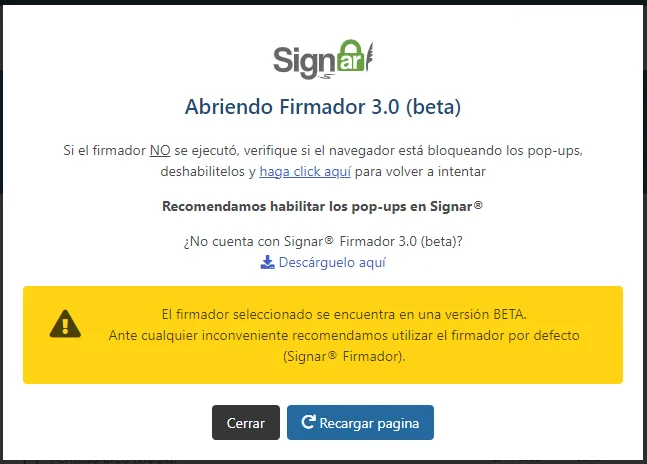 Signar
Abriendo Firmador 3.0 (beta)
Si el firmador NO se ejecutó, verifique si el navegador está bloqueando los pop-ups,
deshabilitelos y haga click aquí para volver a intentar
Recomendamos habilitar los pop-ups en Signar®
¿No cuenta con Signar® Firmador 3.0 (beta)?
Descárguelo aquí
El firmador seleccionado se encuentra en una versión BETA.
Ante cualquier inconveniente recomendamos utilizar el firmador por defecto
(Signar® Firmador).
Cerrar
Recargar pagina